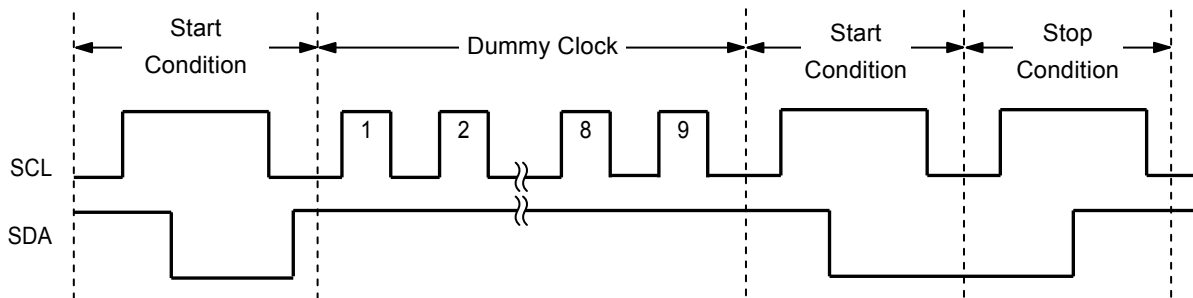 Start
Condition
Dummy Clock
Start
Condition
Stop
Condition
SCL
1
2
8
9
SDA